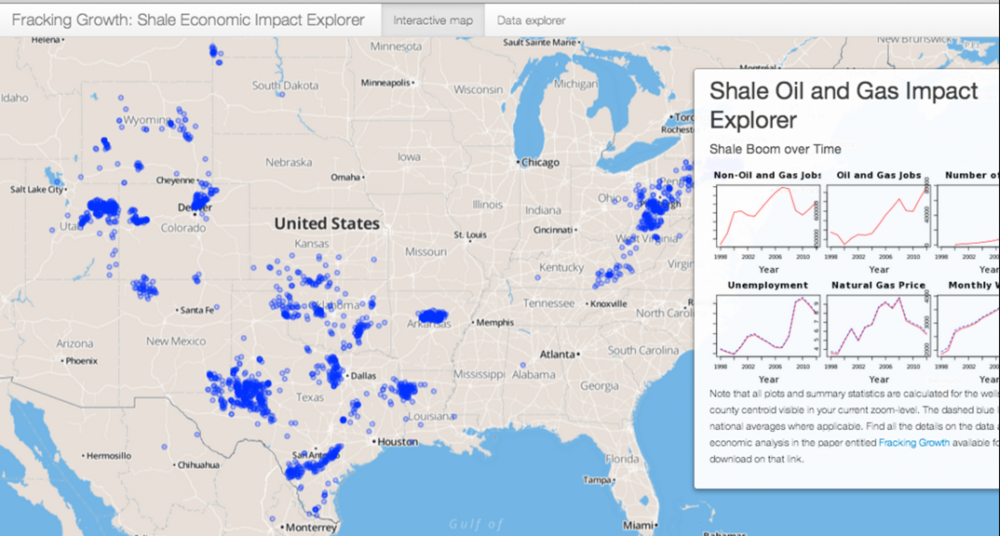 Fracking Growth: Shale Economic Impact Explorer
Interactive map
Data explorer
Helena
Sault Sainte Marie
New Brunswick
P.E.I.
Minnesota
Montréal
Idaho
South Dakota
Minneapolis
Wisconsin
Michigan
Wyoming
Toro
Rochest
Nebraska
Iowa
Chicago
Cheyenne
Omaha
Salt Lake City
Penn
Ohio
Illinois
Indiana
Denver
Utah
Colorado
United States
St. Louis
Cincinnati
West Virginia
Kansas
Missouri
Kentucky
Virgin
Santa Fe
Oklahoma
Tennessee
Knoxville
North Carolin
Arkansas
Memphis
Arizona
New Mexico
South Carolina
Atlanta
Phoenix
Dallas
Mississippi
Alabama
Georgia
Texas
Louisiana
Houston
Hermosillo
Chihuahua
San Antonio
Florida
Tampa
Gulf of
Monterrey
Miami
Bahamas
Shale Oil and Gas Impact
Explorer
Shale Boom over Time
Non-Oil and Gas Jobs
Oil and Gas Jobs
Number of
1998 2002 2006 2010
1998 2002 2006 2010
1998 2002 200
Year
Year
Year
Unemployment
Natural Gas Price
Monthly W
1998 2002 2006 2010
1998 2002 2006 2010
1998 2002 200
Year
Year
Year
Note that all plots and summary statistics are calculated for the wells
county centroid visible in your current zoom-level. The dashed blue l
national averages where applicable. Find all the details on the data a
economic analysis in the paper entitled Fracking Growth available fo
download on that link.